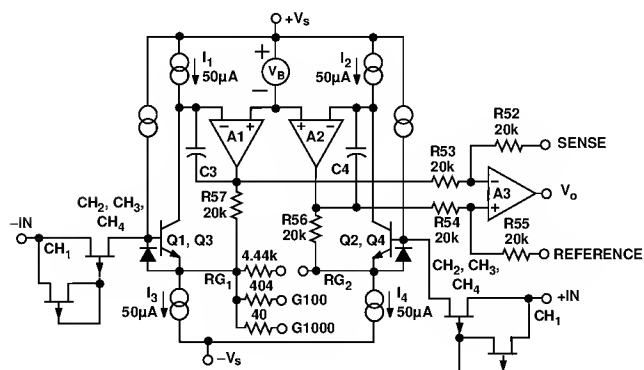 +Vs
I1
50µA
+
VB
−
I2
50µA
− +
A1
+ −
A2
C3
C4
R57
20k
R56
20k
R53
20k
R54
20k
R52
20k
SENSE
−
A3
+
Vo
R55
20k
REFERENCE
CH2, CH3,
CH4
−IN
CH1
Q1, Q3
Q2, Q4
CH2, CH3,
CH4
+IN
CH1
RG1
4.44k
RG2
404
G100
40
G1000
I3
50µA
I4
50µA
−Vs